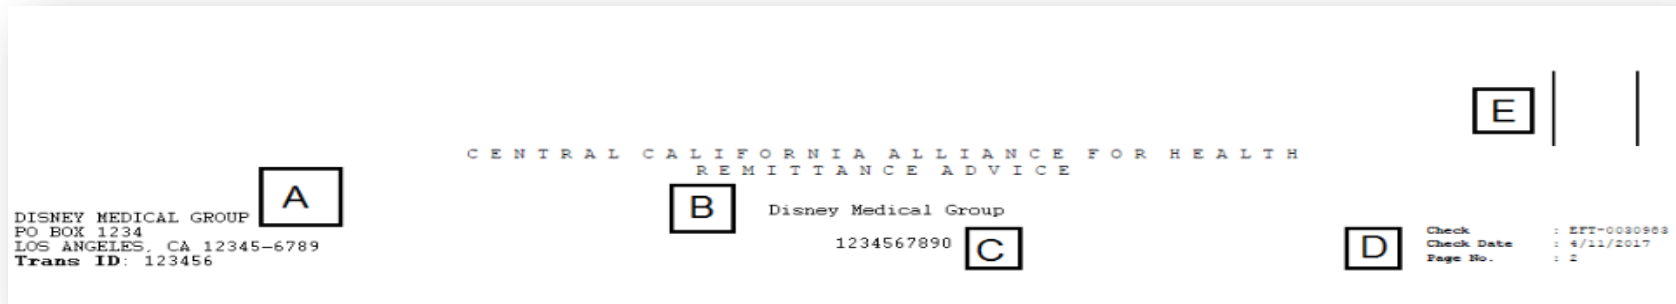 E
CENTRAL CALIFORNIA ALLIANCE FOR HEALTH
REMITTANCE ADVICE
A
B
DISNEY MEDICAL GROUP
Disney Medical Group
PO BOX 1234
LOS ANGELES, CA 12345-6789
Trans ID: 123456
1234567890
C
D
Check : EFT-0030983
Check Date : 4/11/2017
Page No. : 2